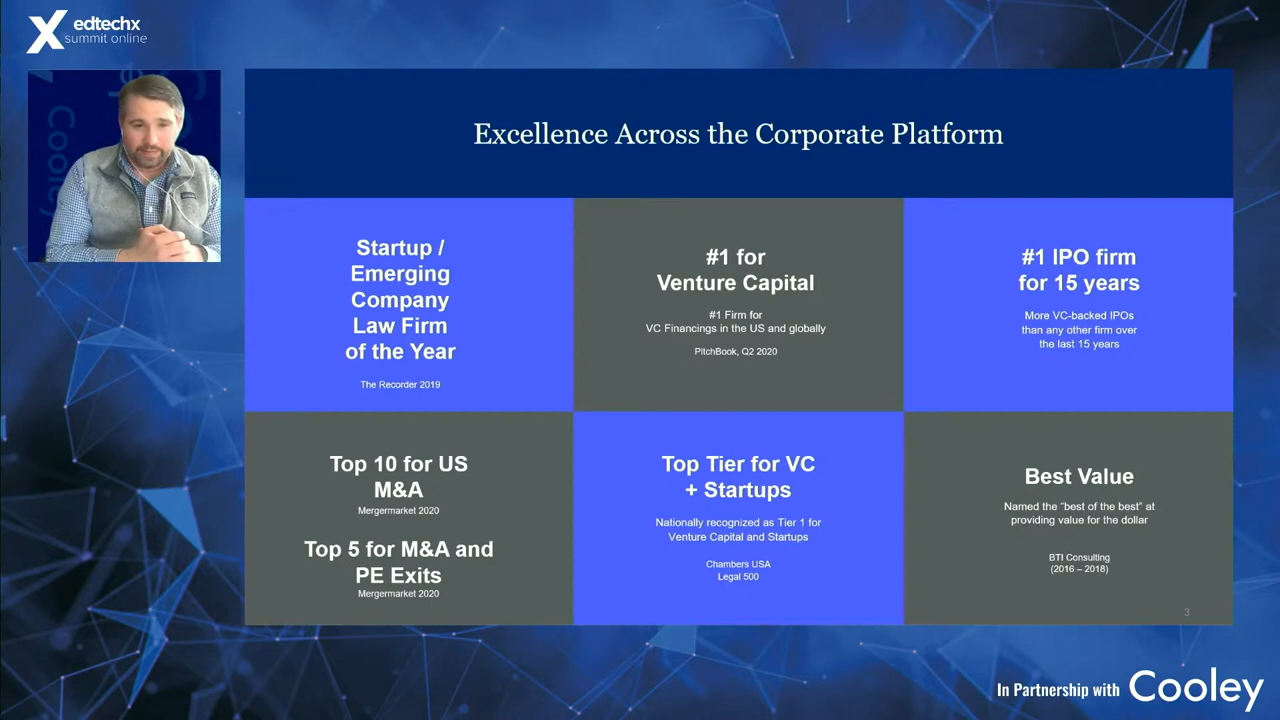 edtechx
summit online
Cooley
Excellence Across the Corporate Platform
Startup /
Emerging
Company
Law Firm
of the Year
The Recorder 2019
#1 for
Venture Capital
#1 Firm for
VC Financings in the US and globally
PitchBook, Q2 2020
#1 IPO firm
for 15 years
More VC-backed IPOs
than any other firm over
the last 15 years
Top 10 for US
M&A
Mergermarket 2020
Top 5 for M&A and
PE Exits
Mergermarket 2020
Top Tier for VC
+ Startups
Nationally recognized as Tier 1 for
Venture Capital and Startups
Chambers USA
Legal 500
Best Value
Named the “best of the best” at
providing value for the dollar
BTI Consulting
(2016 – 2018)
3
In Partnership with Cooley